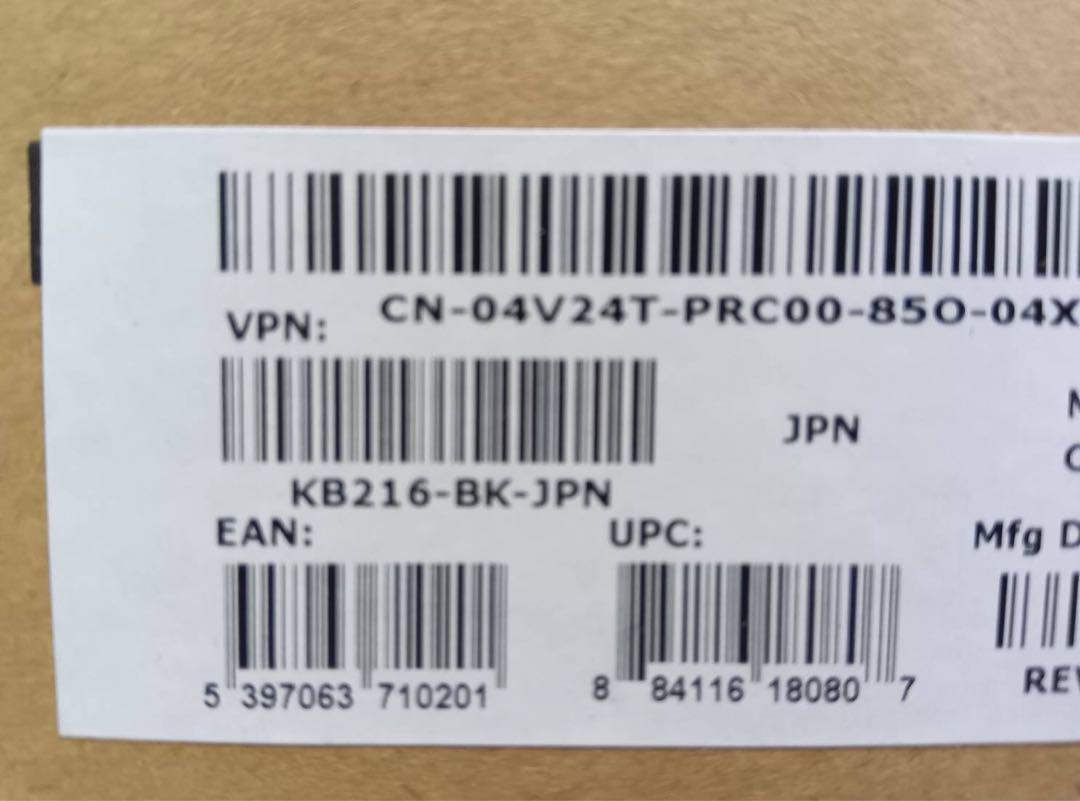 CN-04V24T-PRC00-85O-04X
VPN:
JPN
KB216-BK-JPN
EAN:
UPC:
Mfg D
5 397063 710201
8 84116 18080 7
REV